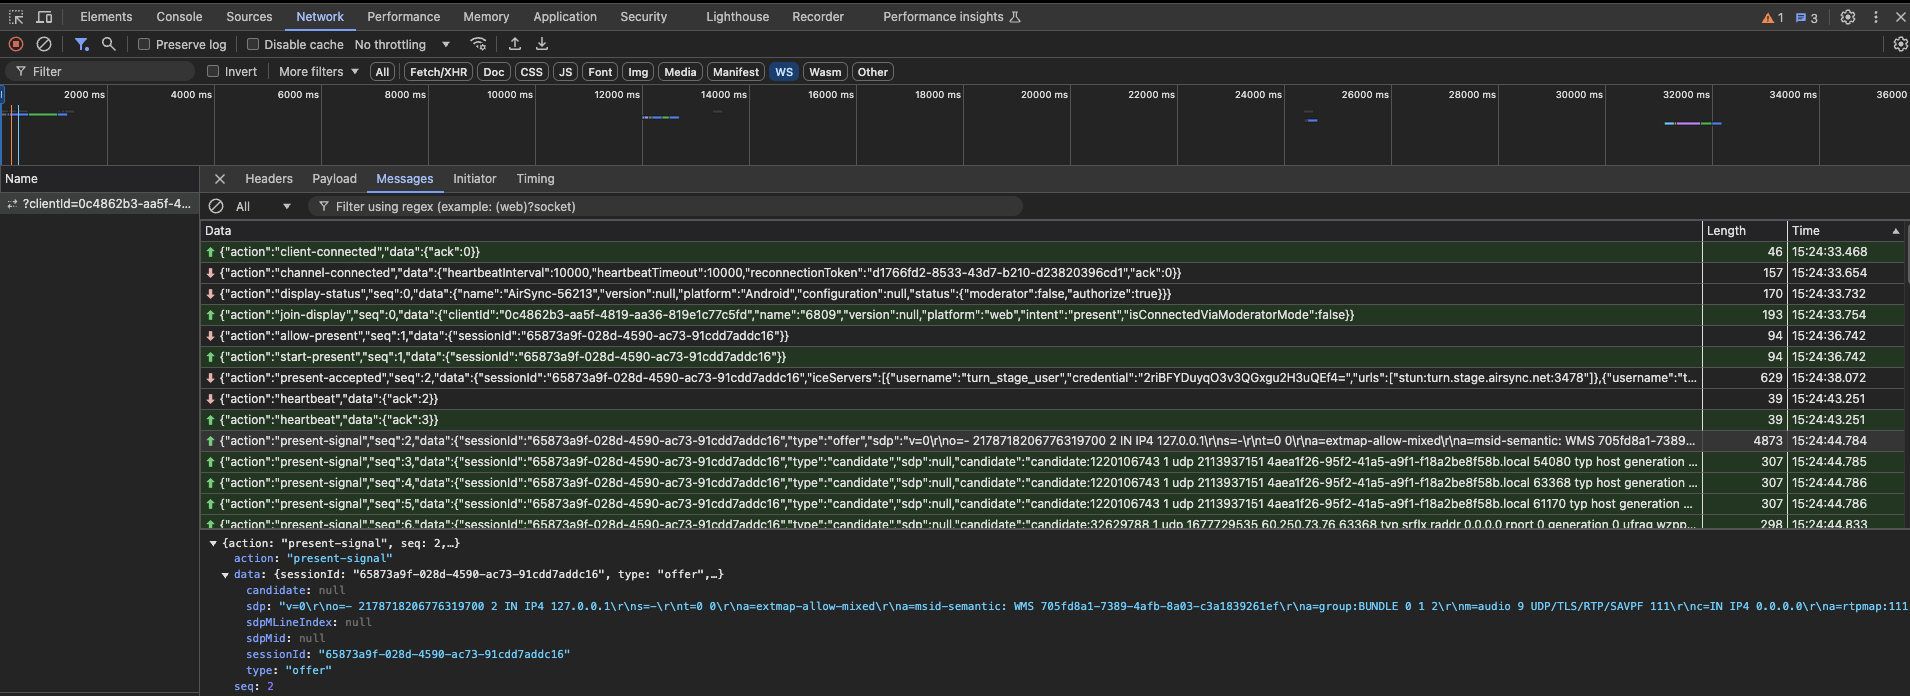 Elements Console Sources Network Performance Memory Application Security Lighthouse Recorder Performance insights 1 3
Preserve log Disable cache No throttling
Filter Invert More filters All Fetch/XHR Doc CSS JS Font Img Media Manifest WS Wasm Other
2000 ms 4000 ms 6000 ms 8000 ms 10000 ms 12000 ms 14000 ms 16000 ms 18000 ms 20000 ms 22000 ms 24000 ms 26000 ms 28000 ms 30000 ms 32000 ms 34000 ms 36000
Name Headers Payload Messages Initiator Timing
?clientId=0c4862b3-aa5f-4... All Filter using regex (example: (web)?socket)
Data Length Time
{"action":"client-connected","data":{"ack":0}} 46 15:24:33.468
{"action":"channel-connected","data":{"heartbeatInterval":10000,"heartbeatTimeout":10000,"reconnectionToken":"d1766fd2-8533-43d7-b210-d23820396cd1","ack":0}} 157 15:24:33.654
{"action":"display-status","seq":0,"data":{"name":"AirSync-56213","version":null,"platform":"Android","configuration":null,"status":{"moderator":false,"authorize":true}}} 170 15:24:33.732
{"action":"join-display","seq":0,"data":{"clientId":"0c4862b3-aa5f-4819-aa36-819e1c77c5fd","name":"6809","version":null,"platform":"web","intent":"present","isConnectedViaModeratorMode":false}} 193 15:24:33.754
{"action":"allow-present","seq":1,"data":{"sessionId":"65873a9f-028d-4590-ac73-91cdd7addc16"}} 94 15:24:36.742
{"action":"start-present","seq":1,"data":{"sessionId":"65873a9f-028d-4590-ac73-91cdd7addc16"}} 94 15:24:36.742
{"action":"present-accepted","seq":2,"data":{"sessionId":"65873a9f-028d-4590-ac73-91cdd7addc16","iceServers":[{"username":"turn_stage_user","credential":"2riBFYDuyqO3v3QGxgu2H3uQEf4=","urls":["stun:turn.stage.airsync.net:3478"]},{"username":"t... 629 15:24:38.072
{"action":"heartbeat","data":{"ack":2}} 39 15:24:43.251
{"action":"heartbeat","data":{"ack":3}} 39 15:24:43.251
{"action":"present-signal","seq":2,"data":{"sessionId":"65873a9f-028d-4590-ac73-91cdd7addc16","type":"offer","sdp":"v=0\r\no=- 2178718206776319700 2 IN IP4 127.0.0.1\r\ns=-\r\nt=0 0\r\na=extmap-allow-mixed\r\na=msid-semantic: WMS 705fd8a1-7389... 4873 15:24:44.784
{"action":"present-signal","seq":3,"data":{"sessionId":"65873a9f-028d-4590-ac73-91cdd7addc16","type":"candidate","sdp":null,"candidate":"candidate:1220106743 1 udp 2113937151 4aea1f26-95f2-41a5-a9f1-f18a2be8f58b.local 54080 typ host generation ... 307 15:24:44.785
{"action":"present-signal","seq":4,"data":{"sessionId":"65873a9f-028d-4590-ac73-91cdd7addc16","type":"candidate","sdp":null,"candidate":"candidate:1220106743 1 udp 2113937151 4aea1f26-95f2-41a5-a9f1-f18a2be8f58b.local 63368 typ host generation ... 307 15:24:44.786
{"action":"present-signal","seq":5,"data":{"sessionId":"65873a9f-028d-4590-ac73-91cdd7addc16","type":"candidate","sdp":null,"candidate":"candidate:1220106743 1 udp 2113937151 4aea1f26-95f2-41a5-a9f1-f18a2be8f58b.local 61170 typ host generation ... 307 15:24:44.786
{"action":"present-signal","seq":6,"data":{"sessionId":"65873a9f-028d-4590-ac73-91cdd7addc16","type":"candidate","sdp":null,"candidate":"candidate:32629788 1 udp 1677729535 60.250.73.76 63368 typ srflx raddr 0.0.0.0 rport 0 generation 0 ufrag wzpp... 298 15:24:44.833
{action: "present-signal", seq: 2,…}
action: "present-signal"
data: {sessionId: "65873a9f-028d-4590-ac73-91cdd7addc16", type: "offer",…}
candidate: null
sdp: "v=0\r\no=- 2178718206776319700 2 IN IP4 127.0.0.1\r\ns=-\r\nt=0 0\r\na=extmap-allow-mixed\r\na=msid-semantic: WMS 705fd8a1-7389-4afb-8a03-c3a1839261ef\r\na=group:BUNDLE 0 1 2\r\nm=audio 9 UDP/TLS/RTP/SAVPF 111\r\nc=IN IP4 0.0.0.0\r\na=rtpmap:111
sdpMLineIndex: null
sdpMid: null
sessionId: "65873a9f-028d-4590-ac73-91cdd7addc16"
type: "offer"
seq: 2